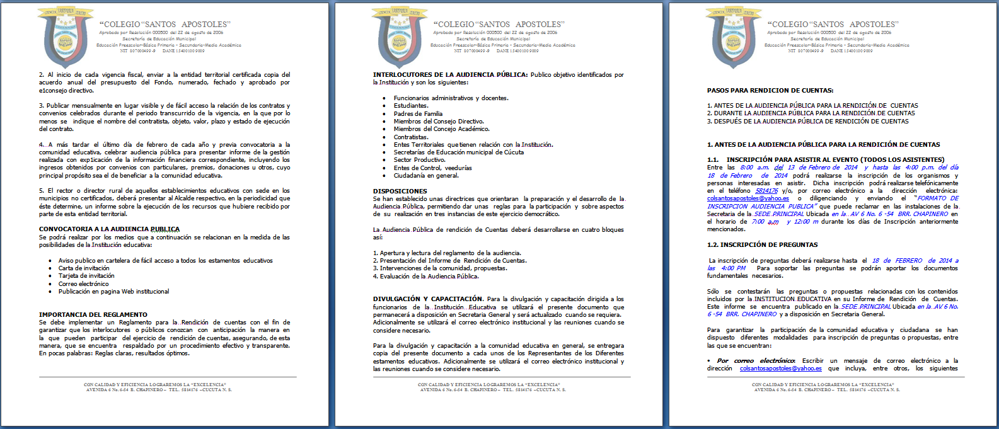 CIENCIA SANTIDAD CUCUTA
“COLEGIO “SANTOS APOSTOLES”
Aprobado por Resolución 000500 del 22 de agosto de 2006
Secretaría de Educación Municipal
Educación Preescolar-Básica Primaria – Secundaria-Media Académica
NIT 807000499-9 DANE 15400100 9009
2. Al inicio de cada vigencia fiscal, enviar a la entidad territorial certificada copia del
acuerdo anual del presupuesto del Fondo, numerado, fechado y aprobado por
e1consejo directivo.
3. Publicar mensualmente en lugar visible y de fácil acceso la relación de los contratos y
convenios celebrados durante el periodo transcurrido de la vigencia, en la que por lo
menos se indique el nombre del contratista, objeto, valor, plazo y estado de ejecución
del contrato.
4. A más tardar el último día de febrero de cada año y previa convocatoria a la
comunidad educativa, celebrar audiencia pública para presentar informe de la gestión
realizada con exp1icación de la información financiera correspondiente, incluyendo los
ingresos obtenidos por convenios con particulares, premios, donaciones u otros, cuyo
principal propósito sea el de beneficiar a la comunidad educativa.
5. El rector o director rural de aquellos establecimientos educativos con sede en los
municipios no certificados, deberá presentar al Alcalde respectivo, en la periodicidad que
éste determine, un informe sobre la ejecución de los recursos que hubiere recibido por
parte de esta entidad territorial.
CONVOCATORIA A LA AUDIENCIA PUBLICA
Se podrá realizar por los medios que a continuación se relacionan en la medida de las
posibilidades de la Institución educativa:
• Aviso publico en cartelera de fácil acceso a todos los estamentos educativos
• Carta de invitación
• Tarjeta de invitación
• Correo electrónico
• Publicación en pagina Web institucional
IMPORTANCIA DEL REGLAMENTO
Se debe implementar un Reglamento para la Rendición de cuentas con el fin de
garantizar que los interlocutores o públicos conozcan con anticipación la manera en
la que pueden participar del ejercicio de rendición de cuentas, asegurando, de esta
manera, que se encuentra respaldado por un procedimiento efectivo y transparente.
En pocas palabras: Reglas claras, resultados óptimos.
CON CALIDAD Y EFICIENCIA LOGRAREMOS LA “EXCELENCIA”
AVENIDA 6 No. 6-54 B. CHAPINERO – TEL. 5814176 –CUCUTA N. S.
“COLEGIO “SANTOS APOSTOLES”
Aprobado por Resolución 000500 del 22 de agosto de 2006
Secretaría de Educación Municipal
Educación Preescolar-Básica Primaria – Secundaria-Media Académica
NIT 807000499-9 DANE 15400100 9009
INTERLOCUTORES DE LA AUDIENCIA PÚBLICA: Publico objetivo identificados por
la Institución y son los siguientes:
• Funcionarios administrativos y docentes.
• Estudiantes.
• Padres de Familia
• Miembros del Consejo Directivo.
• Miembros del Concejo Académico.
• Contratistas.
• Entes Territoriales que tienen relación con la Institución.
• Secretarías de Educación municipal de Cúcuta
• Sector Productivo.
• Entes de Control, veedurías
• Ciudadanía en general.
DISPOSICIONES
Se han establecido unas directrices que orientaran la preparación y el desarrollo de la
Audiencia Pública, permitiendo dar unas reglas para la participación y sobre aspectos
de su realización en tres instancias de este ejercicio democrático.
La Audiencia Pública de rendición de Cuentas deberá desarrollarse en cuatro bloques
así:
1. Apertura y lectura del reglamento de la audiencia.
2. Presentación del Informe de Rendición de Cuentas.
3. Intervenciones de la comunidad, propuestas.
4. Evaluación de la Audiencia Pública.
DIVULGACIÓN Y CAPACITACIÓN. Para la divulgación y capacitación dirigida a los
funcionarios de la Institución Educativa se utilizará el presente documento que
permanecerá a disposición en Secretaria General y será actualizado cuando se requiera.
Adicionalmente se utilizará el correo electrónico institucional y las reuniones cuando se
considere necesario.
Para la divulgación y capacitación a la comunidad educativa en general, se entregara
copia del presente documento a cada unos de los Representantes de los Diferentes
estamentos educativos. Adicionalmente se utilizará el correo electrónico institucional y
las reuniones cuando se considere necesario.
CON CALIDAD Y EFICIENCIA LOGRAREMOS LA “EXCELENCIA”
AVENIDA 6 No. 6-54 B. CHAPINERO – TEL. 5814176 –CUCUTA N. S.
“COLEGIO “SANTOS APOSTOLES”
Aprobado por Resolución 000500 del 22 de agosto de 2006
Secretaría de Educación Municipal
Educación Preescolar-Básica Primaria – Secundaria-Media Académica
NIT 807000499-9 DANE 15400100 9009
PASOS PARA RENDICION DE CUENTAS:
1. ANTES DE LA AUDIENCIA PÚBLICA PARA LA RENDICIÓN DE CUENTAS
2. DURANTE LA AUDIENCIA PÚBLICA PARA LA RENDICIÓN DE CUENTAS
3. DESPUÉS DE LA AUDIENCIA PÚBLICA DE RENDICIÓN DE CUENTAS
1. ANTES DE LA AUDIENCIA PÚBLICA PARA LA RENDICIÓN DE CUENTAS
1.1. INSCRIPCIÓN PARA ASISTIR AL EVENTO (TODOS LOS ASISTENTES)
Entre las 8:00 a.m. del 13 de Febrero de 2014 y hasta las 4:00 p.m. del día
18 de Febrero de 2014 podrá realizarse la inscripción de los organismos y
personas interesadas en asistir. Dicha inscripción podrá realizarse telefónicamente
en el teléfono 5814176 y/o, por correo electrónico a la dirección electrónica:
colsantosapostoles@yahoo.es o diligenciando y enviando el “FORMATO DE
INSCRIPCION AUDIENCIA PUBLICA” que puede reclamar en las instalaciones de la
Secretaria de la SEDE PRINCIPAL Ubicada en la AV 6 No. 6 -54 BRR. CHAPINERO en
el horario de 7:00 a.m y 12:00 m durante los días de Inscripción anteriormente
mencionados.
1.2. INSCRIPCIÓN DE PREGUNTAS
La inscripción de preguntas deberá realizarse hasta el 18 de FEBRERO de 2014 a
las 4:00 PM Para soportar las preguntas se podrán aportar los documentos
fundamentales necesarios.
Sólo se contestarán las preguntas o propuestas relacionadas con los contenidos
incluidos por la INSTITUCION EDUCATIVA en su Informe de Rendición de Cuentas.
Este informe se encuentra publicado en la SEDE PRINCIPAL Ubicada en la AV 6 No.
6 -54 BRR. CHAPINERO y a disposición en Secretaria General.
Para garantizar la participación de la comunidad educativa y ciudadana se han
dispuesto diferentes modalidades para inscripción de preguntas o propuestas, entre
las que se encuentran:
• Por correo electrónico: Escribir un mensaje de correo electrónico a la
dirección colsantosapostoles@yahoo.es que incluya, entre otros, los siguientes
CON CALIDAD Y EFICIENCIA LOGRAREMOS LA “EXCELENCIA”
AVENIDA 6 No. 6-54 B. CHAPINERO – TEL. 5814176 –CUCUTA N. S.